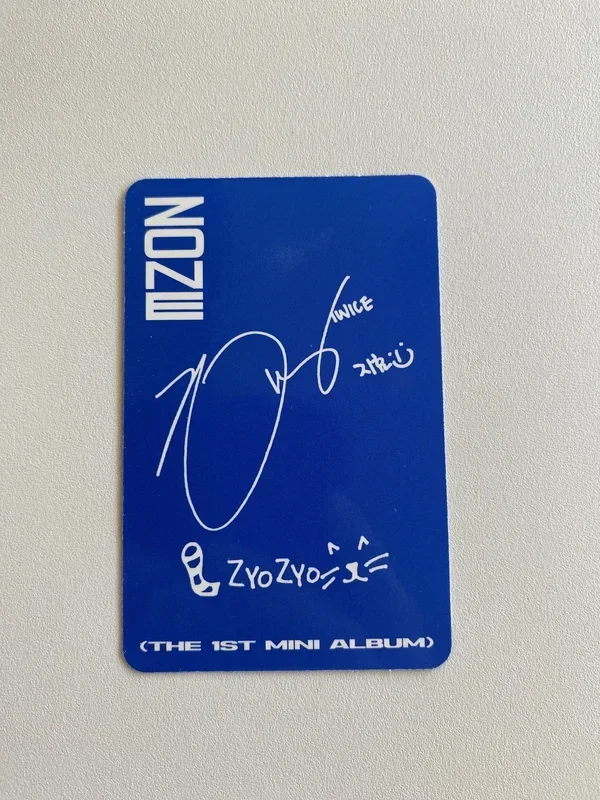 ZONE
TWICE
지효
ZYOZYO
(THE 1ST MINI ALBUM)